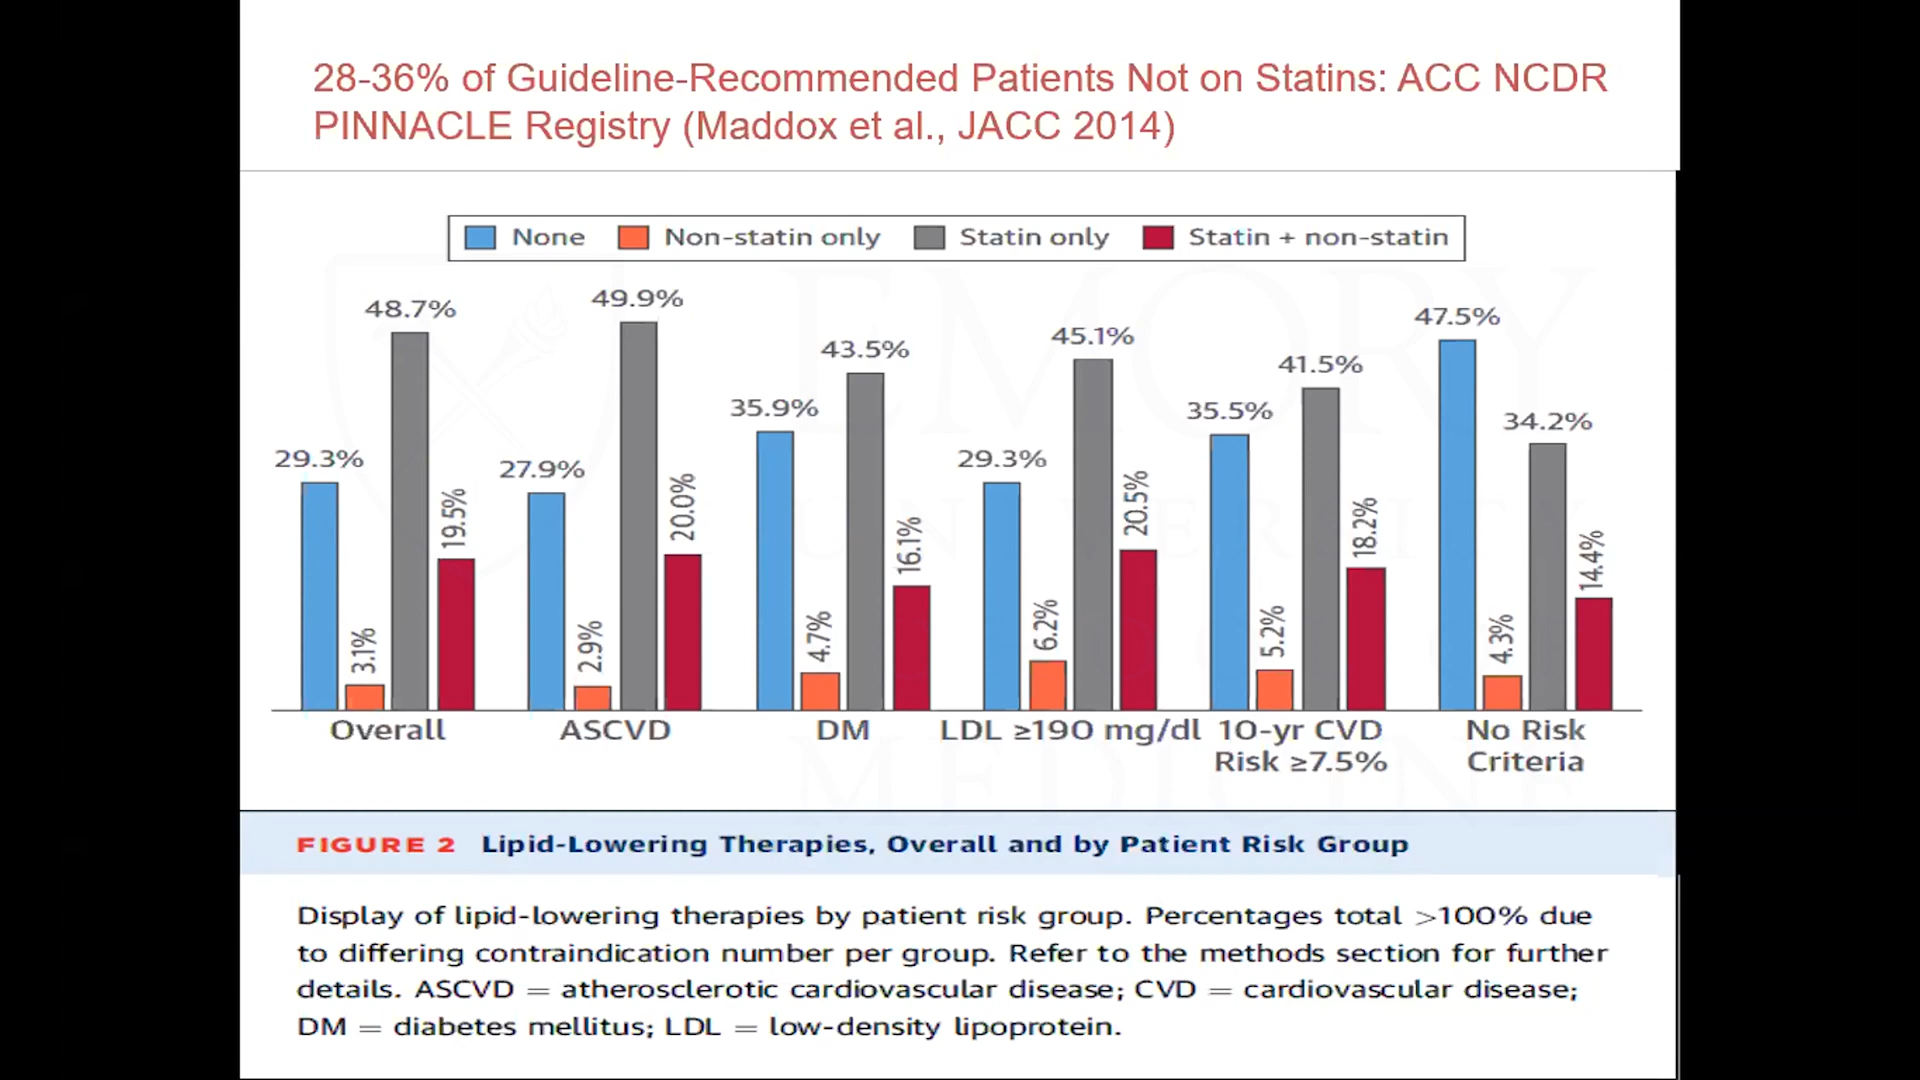 28-36% of Guideline-Recommended Patients Not on Statins: ACC NCDR
PINNACLE Registry (Maddox et al., JACC 2014)
None Non-statin only Statin only Statin + non-statin
29.3% 3.1% 48.7% 19.5%
27.9% 2.9% 49.9% 20.0%
35.9% 4.7% 43.5% 16.1%
29.3% 6.2% 45.1% 20.5%
35.5% 5.2% 41.5% 18.2%
47.5% 4.3% 34.2% 14.4%
Overall ASCVD DM LDL ≥190 mg/dl 10-yr CVD No Risk
Risk ≥7.5% Criteria
EMORY
UNIVERSITY
SCHOOL OF
MEDICINE
FIGURE 2 Lipid-Lowering Therapies, Overall and by Patient Risk Group
Display of lipid-lowering therapies by patient risk group. Percentages total >100% due
to differing contraindication number per group. Refer to the methods section for further
details. ASCVD = atherosclerotic cardiovascular disease; CVD = cardiovascular disease;
DM = diabetes mellitus; LDL = low-density lipoprotein.